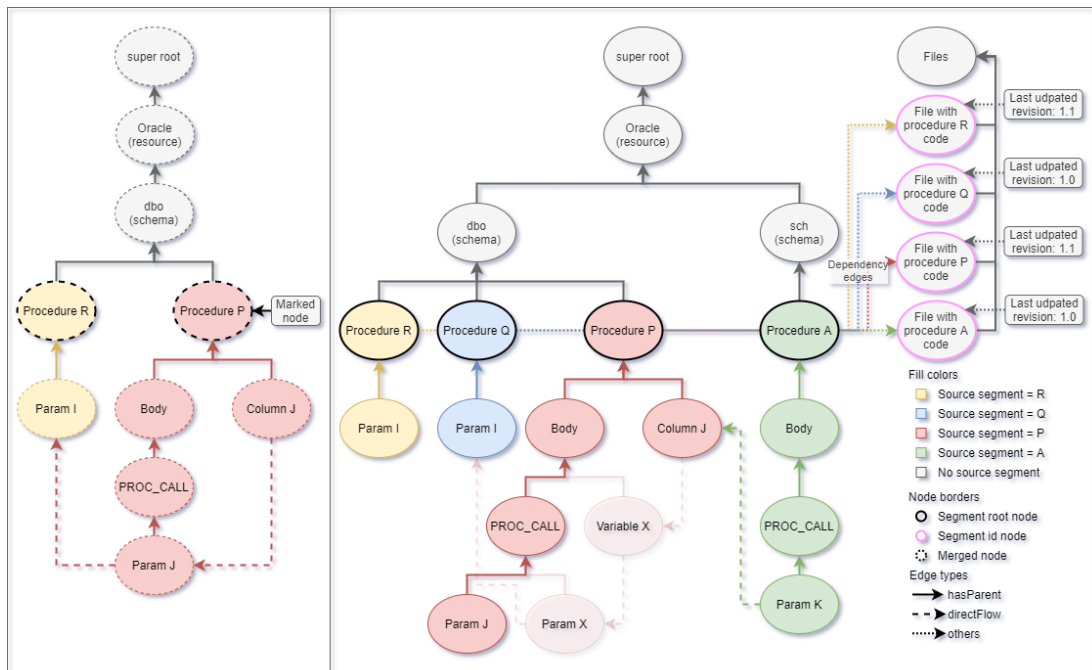 super root
Oracle
(resource)
dbo
(schema)
Procedure R
Procedure P
Marked
node
Param I
Body
Column J
PROC_CALL
Param J
super root
Oracle
(resource)
dbo
(schema)
sch
(schema)
Procedure R
Procedure Q
Procedure P
Procedure A
Param I
Param I
Body
Column J
Body
PROC_CALL
Variable X
PROC_CALL
Param J
Param X
Param K
Files
File with
procedure R
code
Last udpated
revision: 1.1
File with
procedure Q
code
Last udpated
revision: 1.0
File with
procedure P
code
Last udpated
revision: 1.1
Dependency
edges
File with
procedure A
code
Last udpated
revision: 1.0
Fill colors
Source segment = R
Source segment = Q
Source segment = P
Source segment = A
No source segment
Node borders
Segment root node
Segment id node
Merged node
Edge types
hasParent
directFlow
others